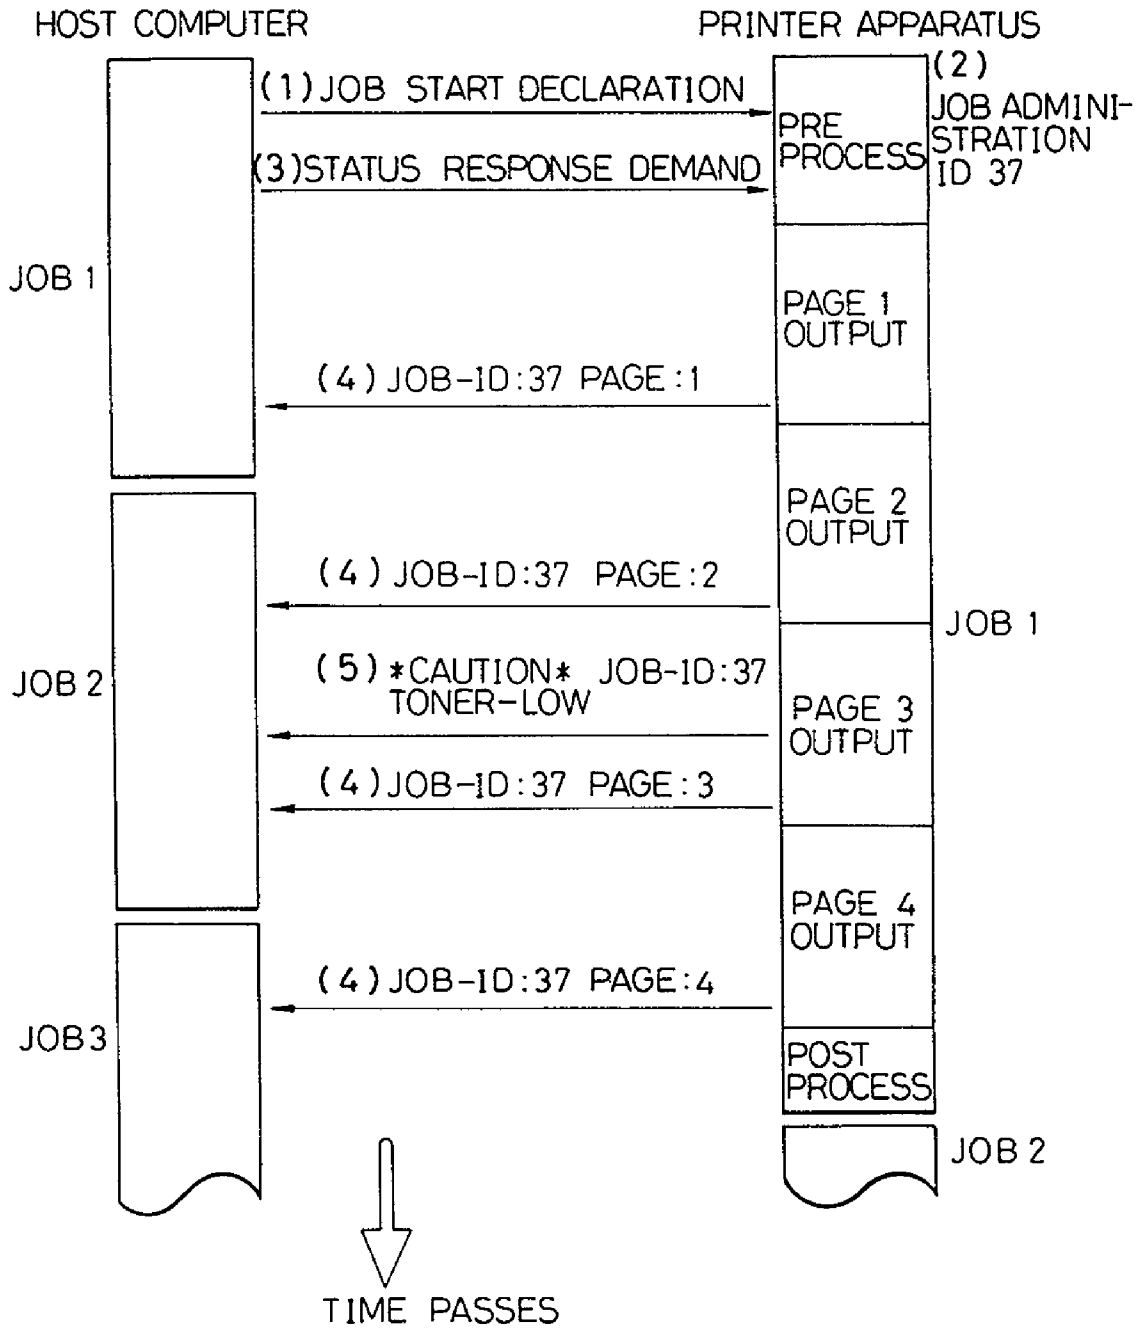 HOST COMPUTER
PRINTER APPARATUS
(1) JOB START DECLARATION
(2)
JOB ADMINI-
STRATION
ID 37
PRE
PROCESS
(3) STATUS RESPONSE DEMAND
JOB 1
PAGE 1
OUTPUT
(4) JOB-ID:37 PAGE:1
PAGE 2
OUTPUT
(4) JOB-ID:37 PAGE:2
JOB 1
JOB 2
(5) *CAUTION* JOB-ID:37
TONER-LOW
PAGE 3
OUTPUT
(4) JOB-ID:37 PAGE:3
PAGE 4
OUTPUT
(4) JOB-ID:37 PAGE:4
JOB 3
POST
PROCESS
JOB 2
TIME PASSES